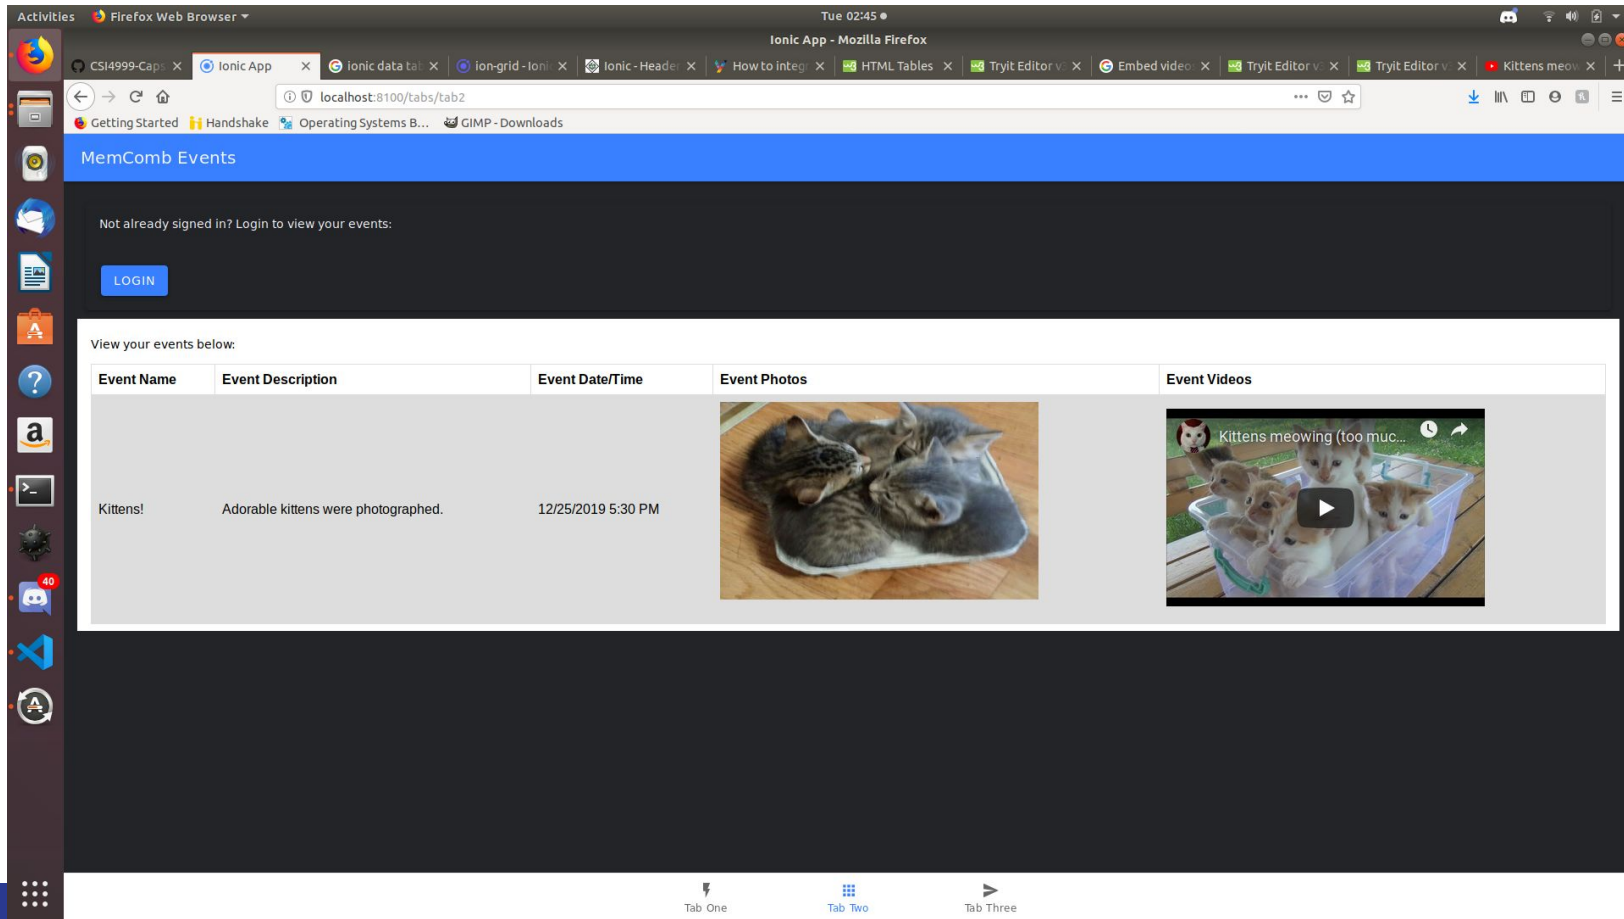 Activities Firefox Web Browser Tue 02:45
Ionic App - Mozilla Firefox
CSI4999-Caps Ionic App ionic data tab ion-grid - Ionic Ionic - Header How to integ HTML Tables Tryit Editor v Embed video Tryit Editor v Tryit Editor v Kittens meow
localhost:8100/tabs/tab2
Getting Started Handshake Operating Systems B... GIMP - Downloads
MemComb Events
Not already signed in? Login to view your events:
LOGIN
View your events below:
Event Name Event Description Event Date/Time Event Photos Event Videos
Kittens meowing (too muc...
Kittens! Adorable kittens were photographed. 12/25/2019 5:30 PM
40
Tab One Tab Two Tab Three